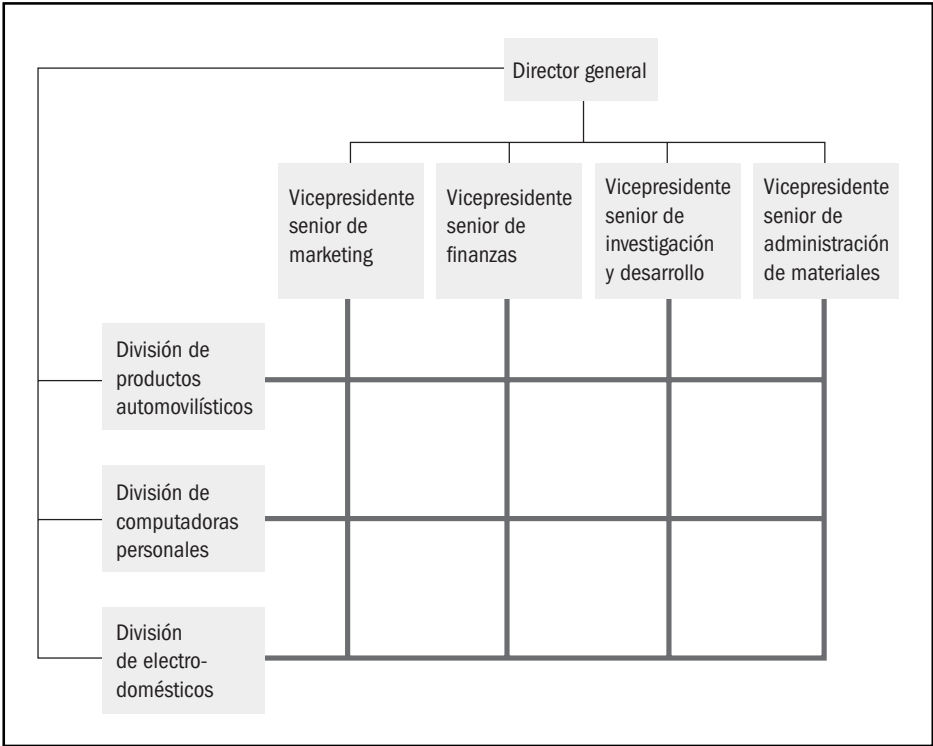 Director general
Vicepresidente
senior de
marketing
Vicepresidente
senior de
finanzas
Vicepresidente
senior de
investigación
y desarrollo
Vicepresidente
senior de
administración
de materiales
División de
productos
automovilísticos
División de
computadoras
personales
División
de electro-
domésticos